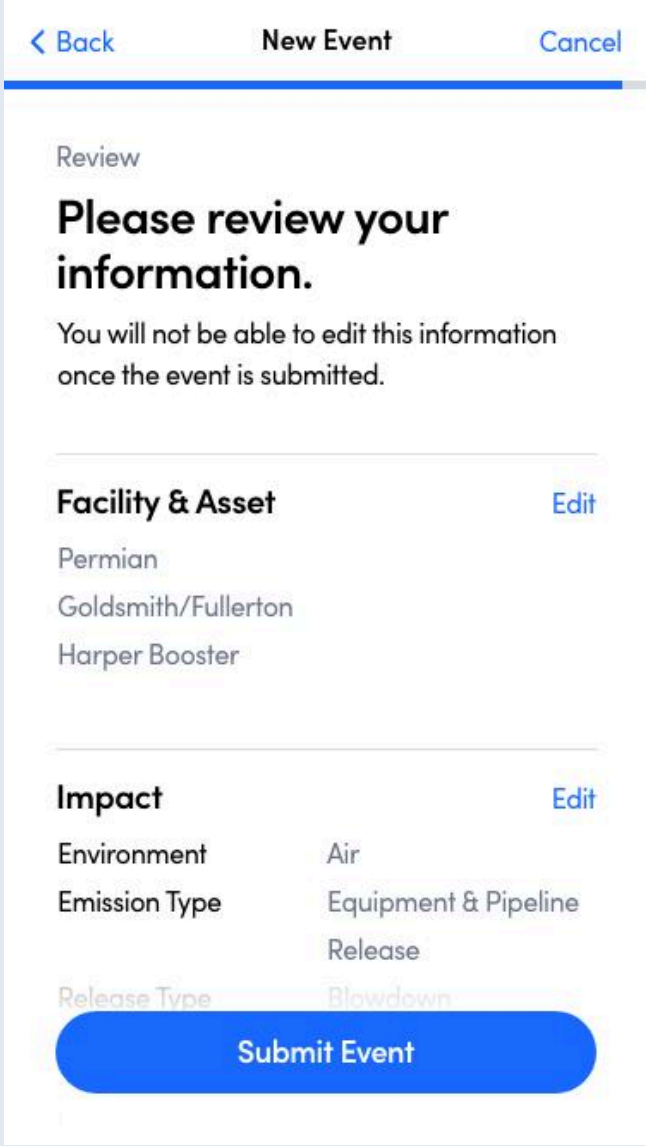 Back
New Event
Cancel
Review
Please review your
information.
You will not be able to edit this information
once the event is submitted.
Facility & Asset
Edit
Permian
Goldsmith/Fullerton
Harper Booster
Impact
Edit
Environment
Air
Emission Type
Equipment & Pipeline
Release
Release Type
Blowdown
Submit Event